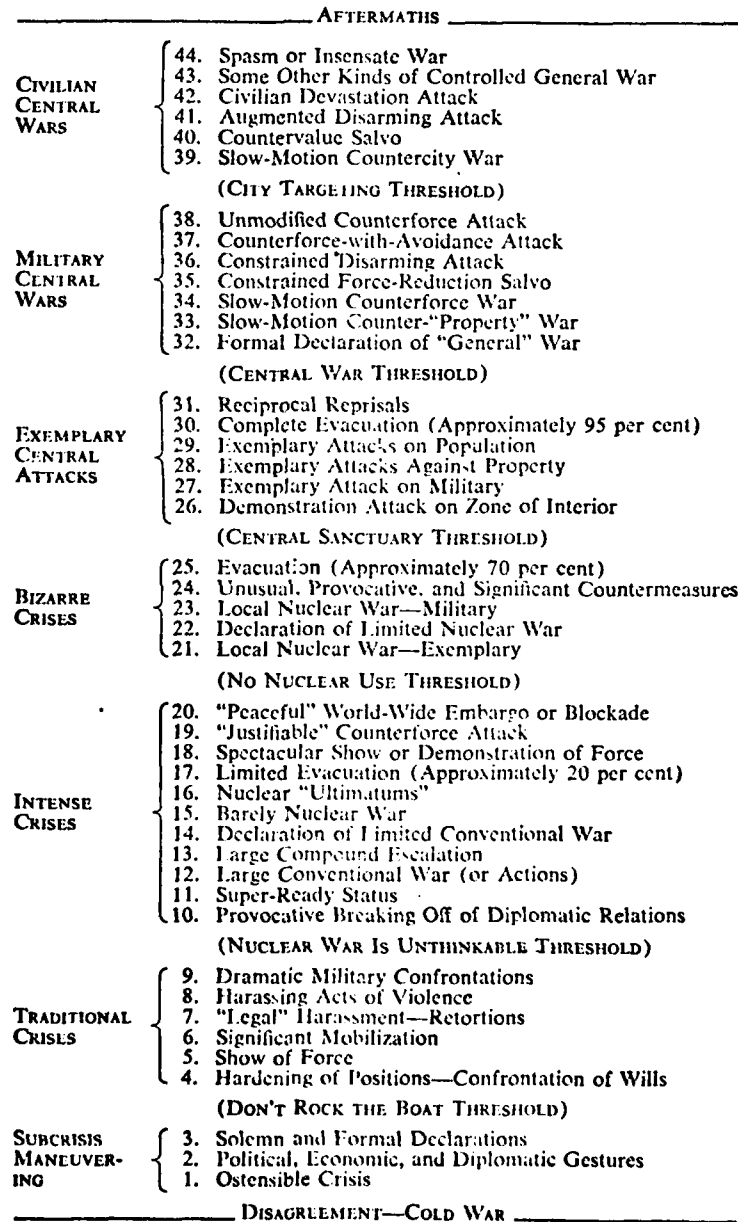 AFTERMATHS
CIVILIAN CENTRAL WARS
44. Spasm or Insensate War
43. Some Other Kinds of Controlled General War
42. Civilian Devastation Attack
41. Augmented Disarming Attack
40. Countervalue Salvo
39. Slow-Motion Countercity War
(CITY TARGETING THRESHOLD)
MILITARY CENTRAL WARS
38. Unmodified Counterforce Attack
37. Counterforce-with-Avoidance Attack
36. Constrained Disarming Attack
35. Constrained Force-Reduction Salvo
34. Slow-Motion Counterforce War
33. Slow-Motion Counter-"Property" War
32. Formal Declaration of "General" War
(CENTRAL WAR THRESHOLD)
EXEMPLARY CENTRAL ATTACKS
31. Reciprocal Reprisals
30. Complete Evacuation (Approximately 95 per cent)
29. Exemplary Attacks on Population
28. Exemplary Attacks Against Property
27. Exemplary Attack on Military
26. Demonstration Attack on Zone of Interior
(CENTRAL SANCTUARY THRESHOLD)
BIZARRE CRISES
25. Evacuation (Approximately 70 per cent)
24. Unusual, Provocative, and Significant Countermeasures
23. Local Nuclear War—Military
22. Declaration of Limited Nuclear War
21. Local Nuclear War—Exemplary
(NO NUCLEAR USE THRESHOLD)
INTENSE CRISES
20. "Peaceful" World-Wide Embargo or Blockade
19. "Justifiable" Counterforce Attack
18. Spectacular Show or Demonstration of Force
17. Limited Evacuation (Approximately 20 per cent)
16. Nuclear "Ultimatums"
15. Barely Nuclear War
14. Declaration of Limited Conventional War
13. Large Compound Escalation
12. Large Conventional War (or Actions)
11. Super-Ready Status
10. Provocative Breaking Off of Diplomatic Relations
(NUCLEAR WAR IS UNTHINKABLE THRESHOLD)
TRADITIONAL CRISES
9. Dramatic Military Confrontations
8. Harassing Acts of Violence
7. "Legal" Harassment—Retortions
6. Significant Mobilization
5. Show of Force
4. Hardening of Positions—Confrontation of Wills
(DON'T ROCK THE BOAT THRESHOLD)
SUBCRISIS MANEUVER-ING
3. Solemn and Formal Declarations
2. Political, Economic, and Diplomatic Gestures
1. Ostensible Crisis
DISAGREEMENT—COLD WAR